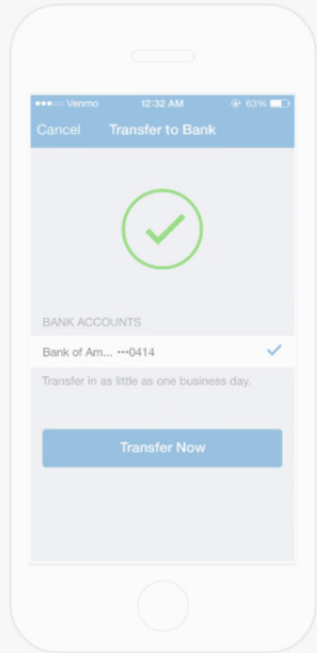 Venmo 12:32 AM 63%
Cancel Transfer to Bank
BANK ACCOUNTS
Bank of Am... •••0414
Transfer in as little as one business day.
Transfer Now